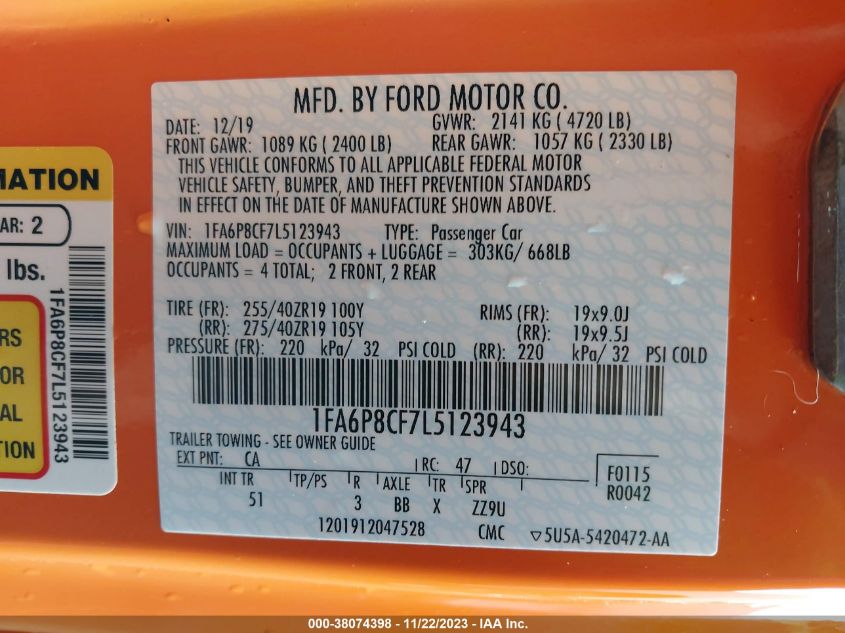 MFD. BY FORD MOTOR CO.
DATE: 12/19 GVWR: 2141 KG ( 4720 LB)
FRONT GAWR: 1089 KG ( 2400 LB) REAR GAWR: 1057 KG ( 2330 LB)
THIS VEHICLE CONFORMS TO ALL APPLICABLE FEDERAL MOTOR
VEHICLE SAFETY, BUMPER, AND THEFT PREVENTION STANDARDS
IN EFFECT ON THE DATE OF MANUFACTURE SHOWN ABOVE.
VIN: 1FA6P8CF7L5123943 TYPE: Passenger Car
MAXIMUM LOAD = OCCUPANTS + LUGGAGE = 303KG/ 668LB
OCCUPANTS = 4 TOTAL; 2 FRONT, 2 REAR
TIRE (FR): 255/40ZR19 100Y RIMS (FR): 19x9.0J
(RR): 275/40ZR19 105Y (RR): 19x9.5J
PRESSURE (FR): 220 kPa/ 32 PSI COLD (RR): 220 kPa/ 32 PSI COLD
1FA6P8CF7L5123943
TRAILER TOWING - SEE OWNER GUIDE
EXT PNT: CA RC: 47 DSO: F0115
R0042
INT TR TP/PS R AXLE TR SPR
51 3 BB X ZZ9U
1201912047528 CMC ▽5U5A-5420472-AA
MATION
AR: 2
lbs.
RS
OR
AL
TION
1FA6P8CF7L5123943
000-38074398 - 11/22/2023 - IAA Inc.